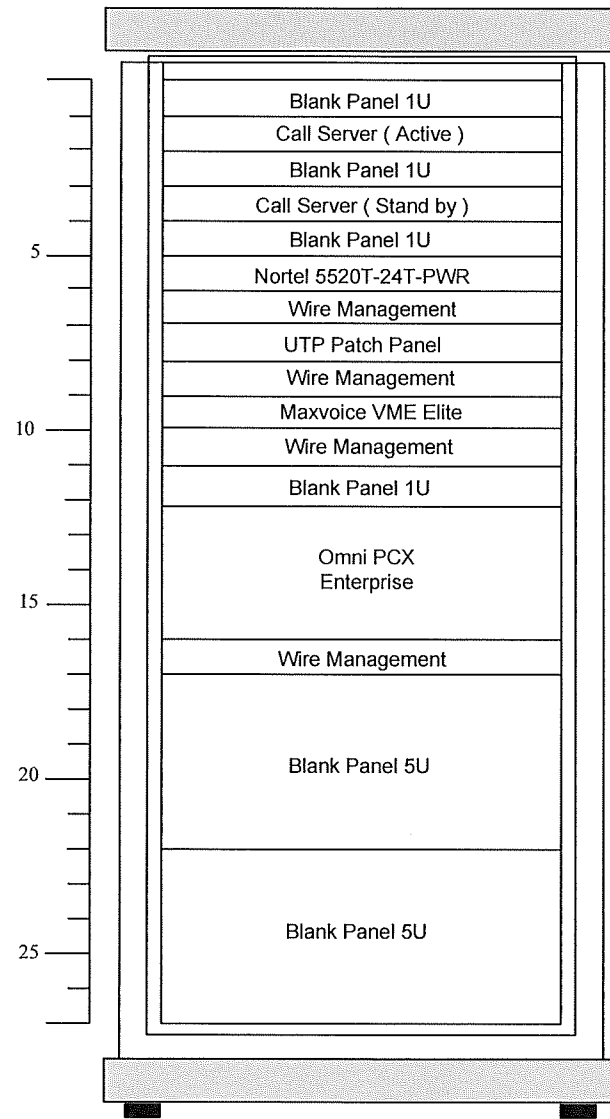 Blank Panel 1U
Call Server ( Active )
Blank Panel 1U
Call Server ( Stand by )
Blank Panel 1U
5
Nortel 5520T-24T-PWR
Wire Management
UTP Patch Panel
Wire Management
Maxvoice VME Elite
10
Wire Management
Blank Panel 1U
Omni PCX
Enterprise
15
Wire Management
Blank Panel 5U
20
Blank Panel 5U
25